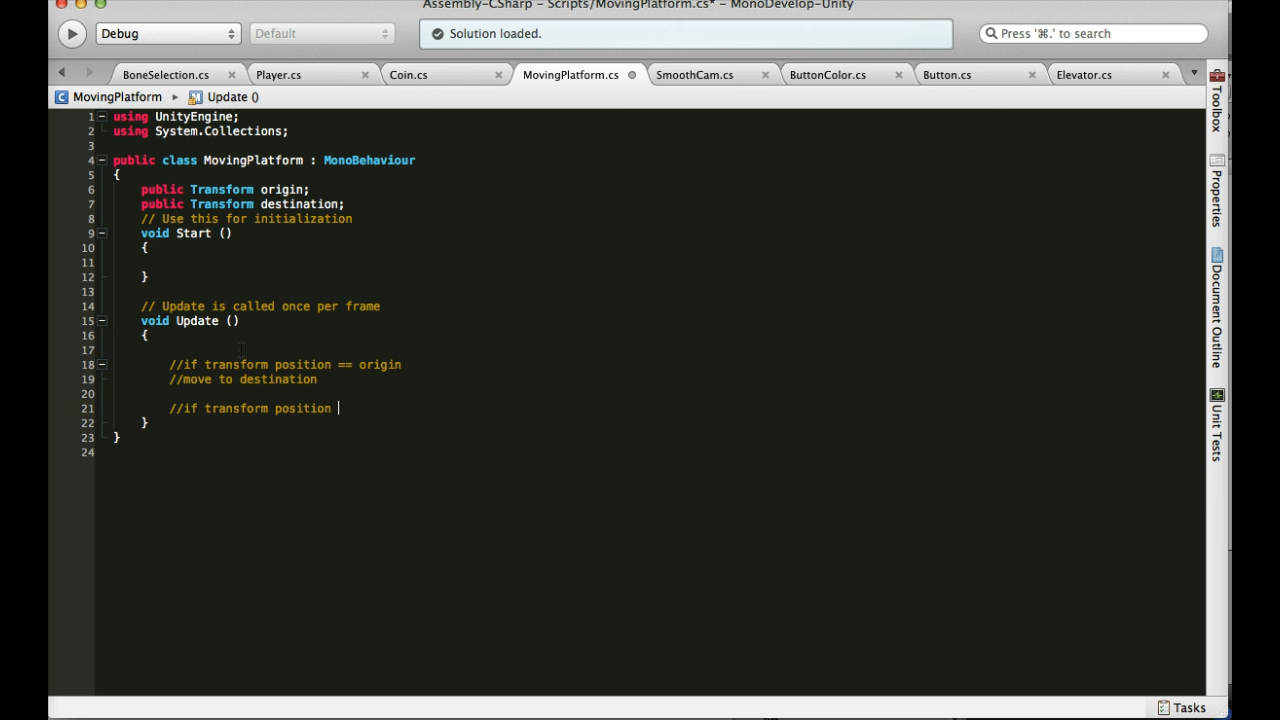 Assembly-CSharp – Scripts/MovingPlatform.cs* – MonoDevelop-Unity
Debug
Default
Solution loaded.
Press '⌘.' to search
BoneSelection.cs
Player.cs
Coin.cs
MovingPlatform.cs
SmoothCam.cs
ButtonColor.cs
Button.cs
Elevator.cs
MovingPlatform ▸ Update ()
1 using UnityEngine;
2 using System.Collections;
3
4 public class MovingPlatform : MonoBehaviour
5 {
6 public Transform origin;
7 public Transform destination;
8 // Use this for initialization
9 void Start ()
10 {
11
12 }
13
14 // Update is called once per frame
15 void Update ()
16 {
17
18 //if transform position == origin
19 //move to destination
20
21 //if transform position
22 }
23 }
24
Toolbox
Properties
Document Outline
Unit Tests
Tasks